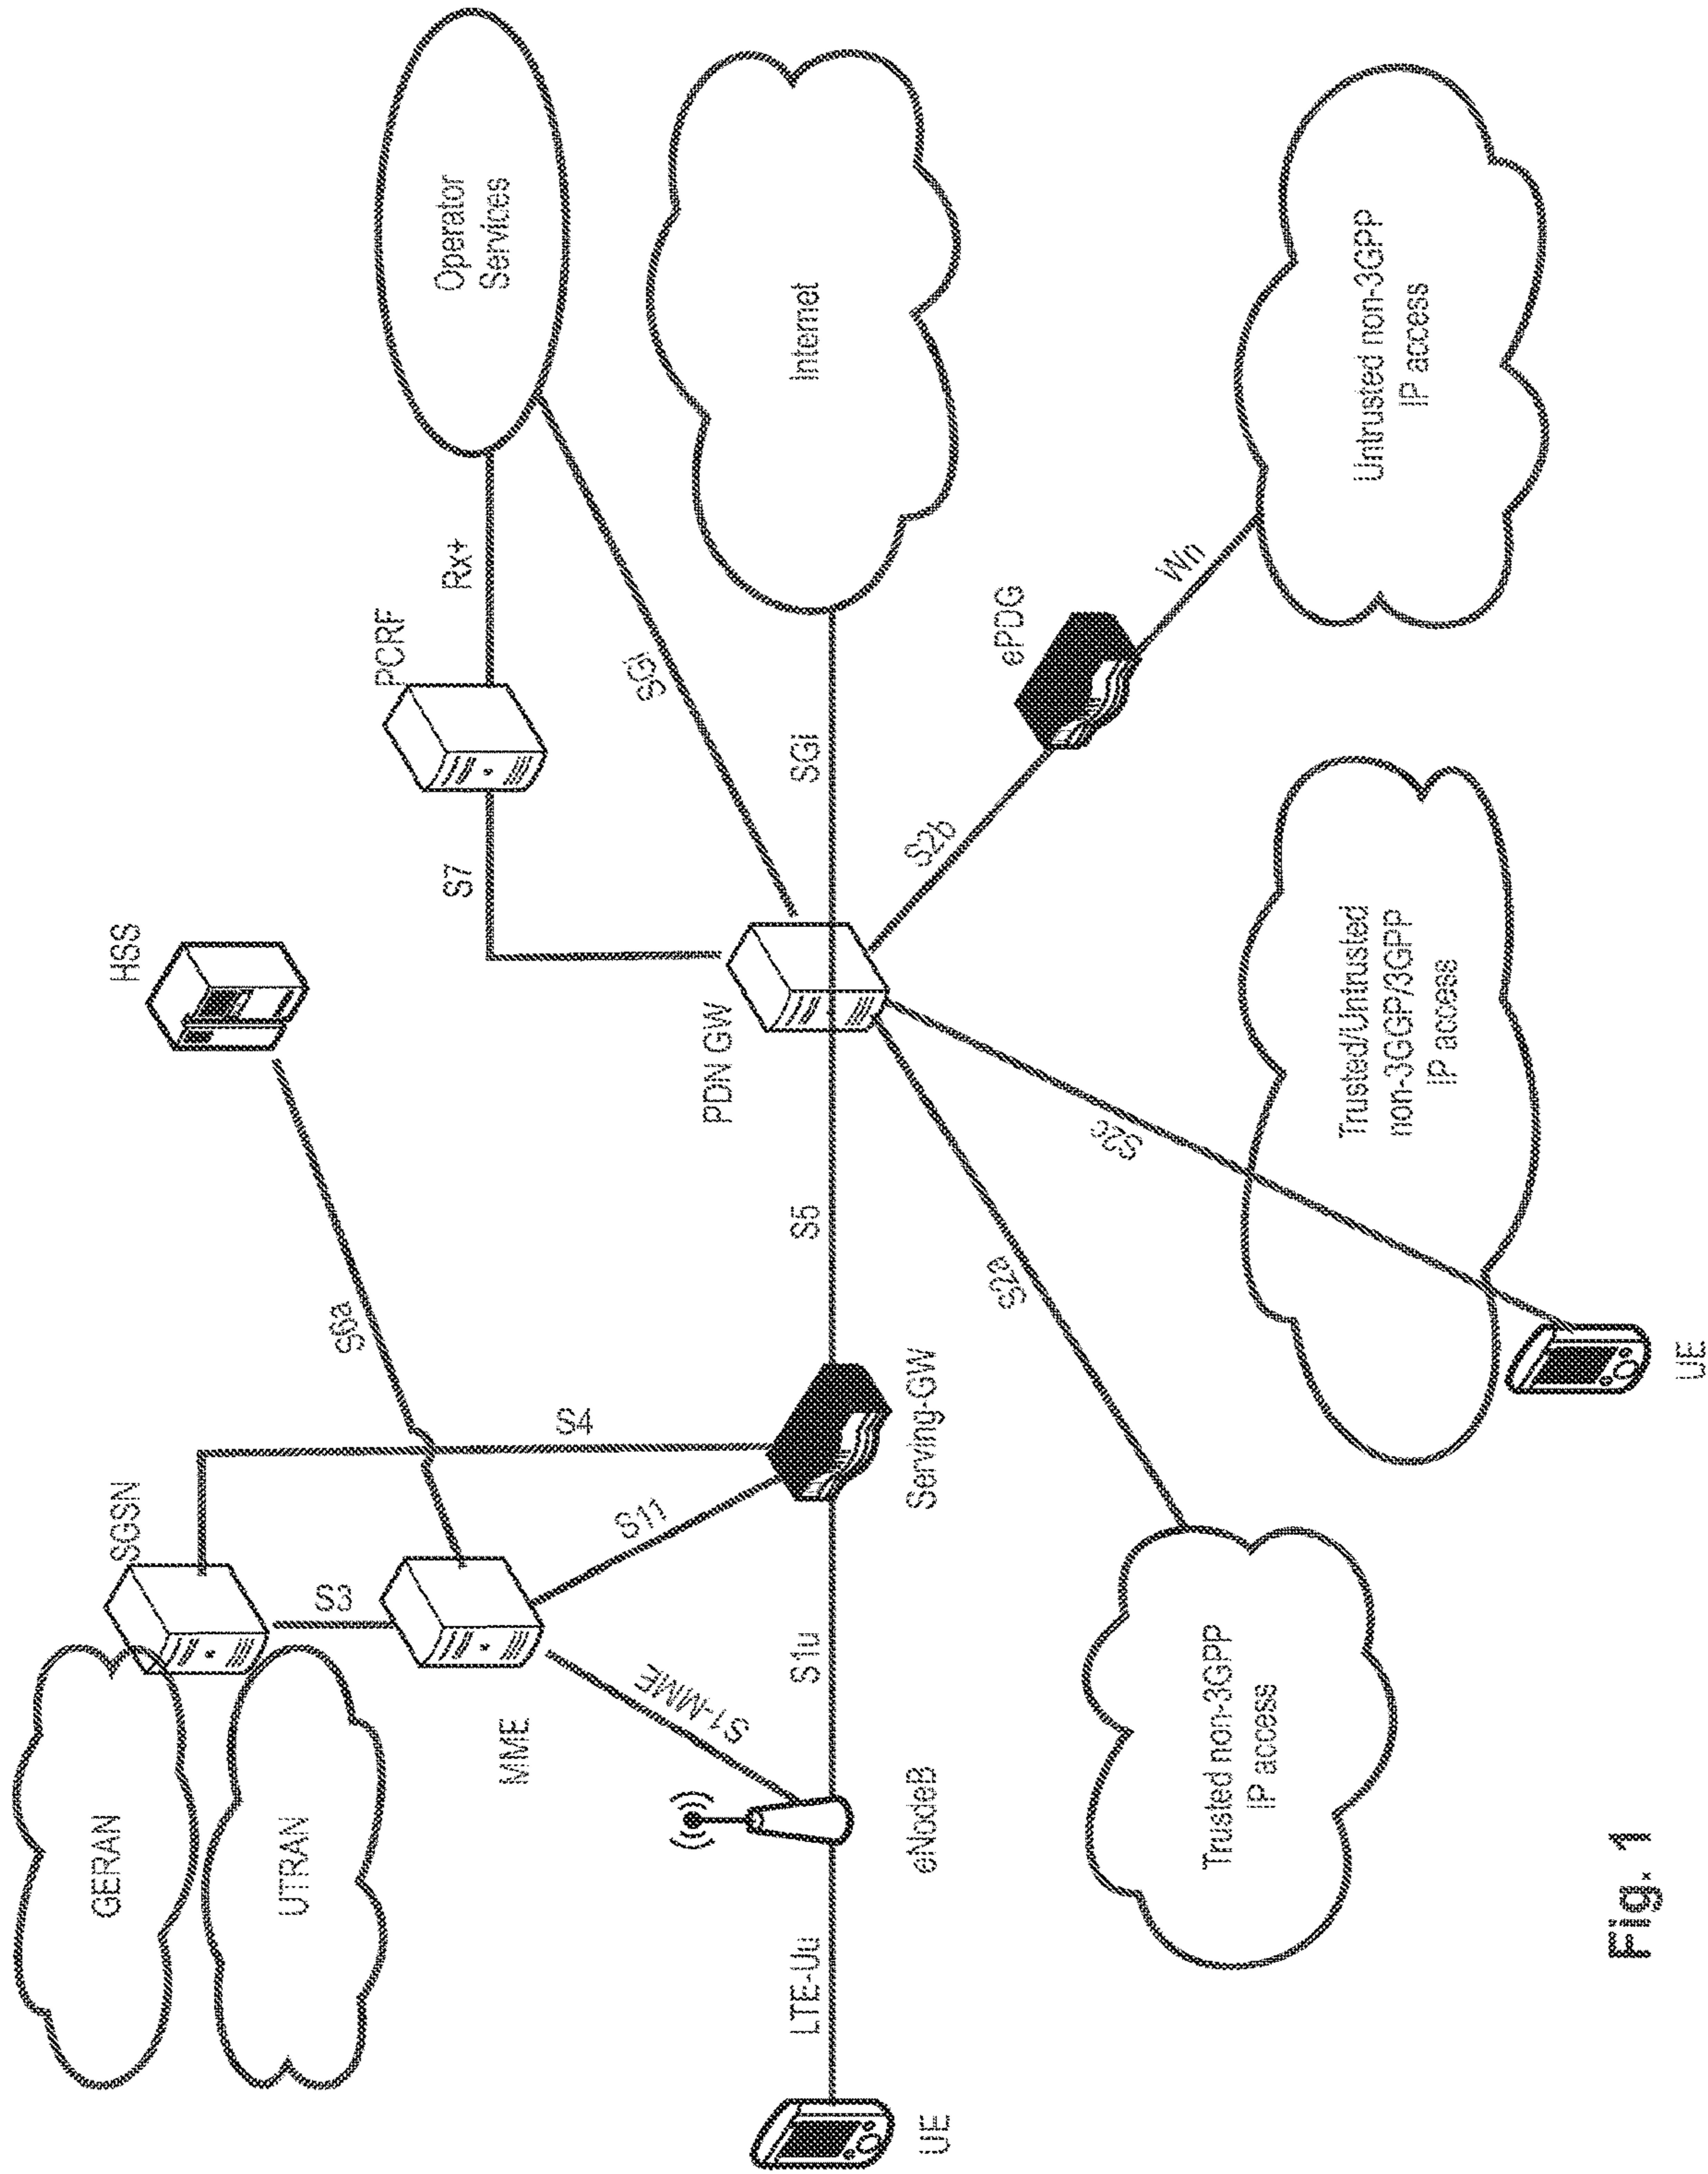 GERAN
UTRAN
SGSN
S3
MME
S6a
HSS
S4
S11
S1-MME
PCRF
S7
Rx+
Operator
Services
SGi
UE
LTE-Uu
eNodeB
S1u
Serving-GW
S5
PDN GW
SGi
Internet
S2a
S2c
S2b
ePDG
Wn
Trusted non-3GPP
IP access
Trusted/Untrusted
non-3GGP/3GPP
IP access
Untrusted non-3GPP
IP access
UE
Fig. 1